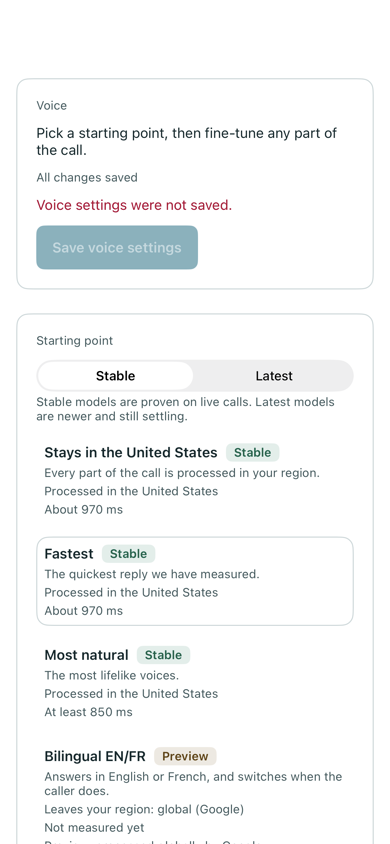 Voice
Pick a starting point, then fine-tune any part of
the call.
All changes saved
Voice settings were not saved.
Save voice settings
Starting point
Stable
Latest
Stable models are proven on live calls. Latest models
are newer and still settling.
Stays in the United States Stable
Every part of the call is processed in your region.
Processed in the United States
About 970 ms
Fastest Stable
The quickest reply we have measured.
Processed in the United States
About 970 ms
Most natural Stable
The most lifelike voices.
Processed in the United States
At least 850 ms
Bilingual EN/FR Preview
Answers in English or French, and switches when the
caller does.
Leaves your region: global (Google)
Not measured yet